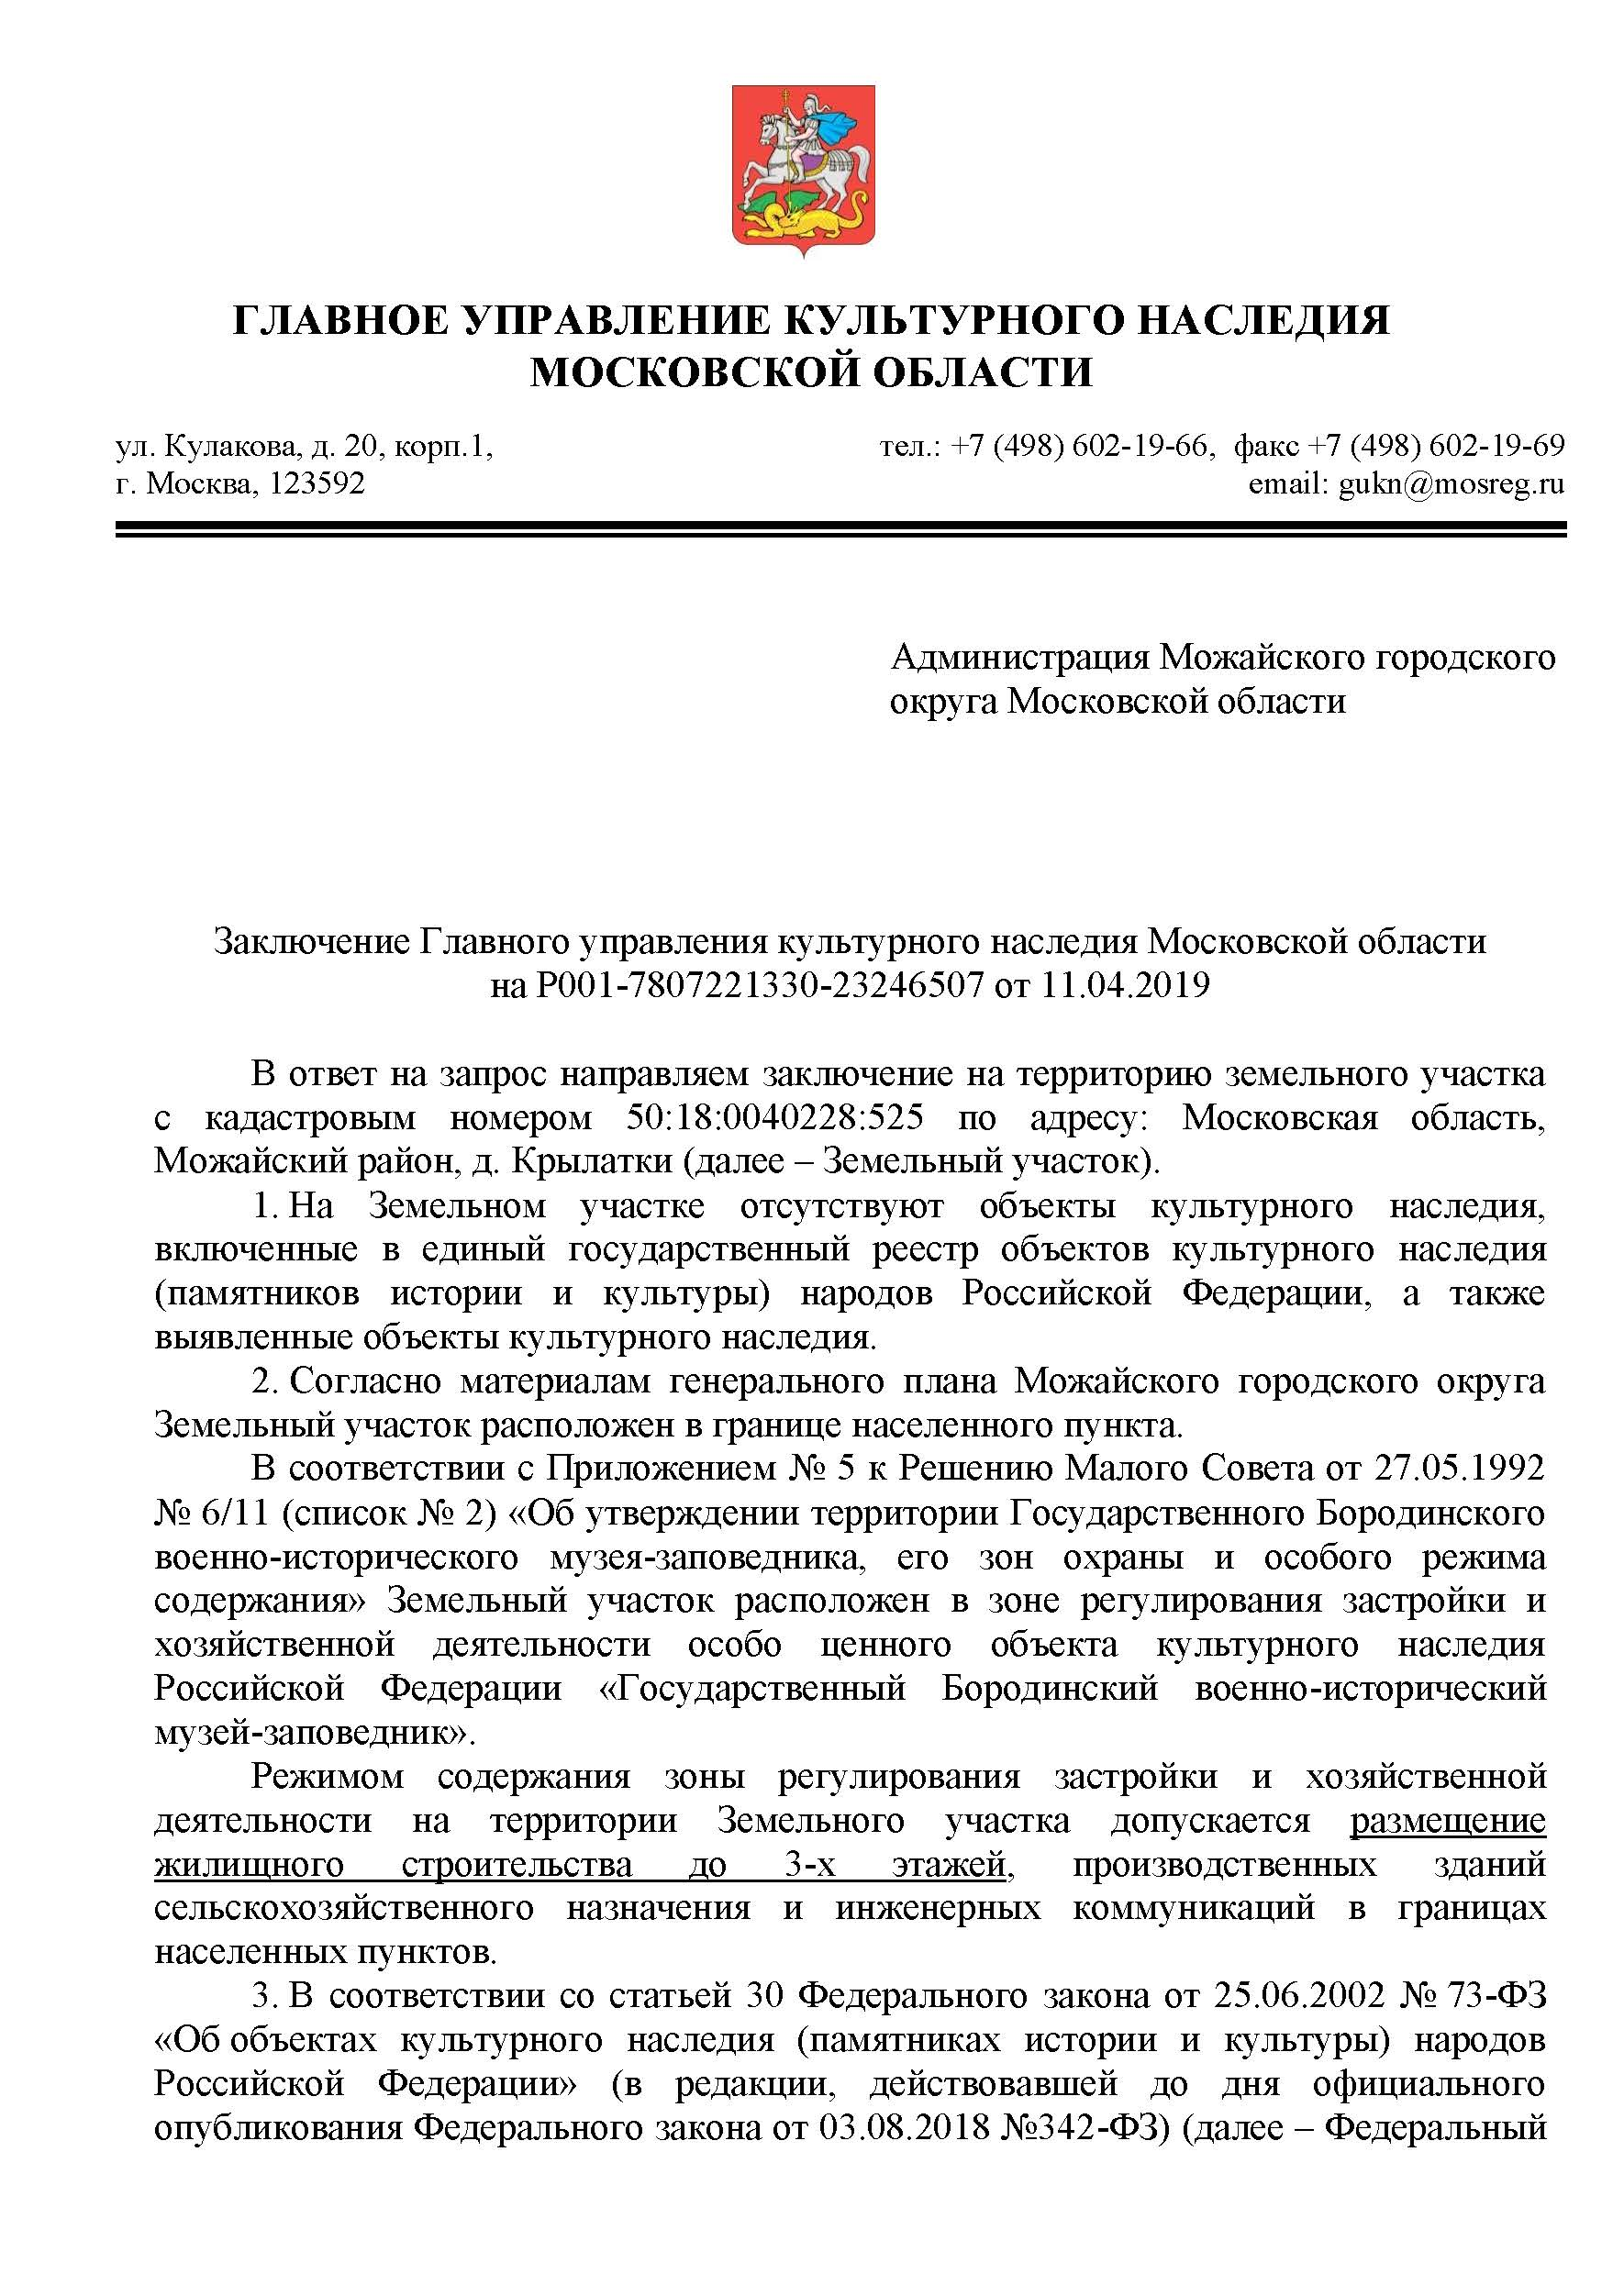 ГЛАВНОЕ УПРАВЛЕНИЕ КУЛЬТУРНОГО НАСЛЕДИЯ
МОСКОВСКОЙ ОБЛАСТИ
ул. Кулакова, д. 20, корп.1,
г. Москва, 123592
тел.: +7 (498) 602-19-66, факс +7 (498) 602-19-69
email: gukn@mosreg.ru
Администрация Можайского городского
округа Московской области
Заключение Главного управления культурного наследия Московской области
на P001-7807221330-23246507 от 11.04.2019
В ответ на запрос направляем заключение на территорию земельного участка
с кадастровым номером 50:18:0040228:525 по адресу: Московская область,
Можайский район, д. Крылатки (далее – Земельный участок).
1. На Земельном участке отсутствуют объекты культурного наследия,
включенные в единый государственный реестр объектов культурного наследия
(памятников истории и культуры) народов Российской Федерации, а также
выявленные объекты культурного наследия.
2. Согласно материалам генерального плана Можайского городского округа
Земельный участок расположен в границе населенного пункта.
В соответствии с Приложением № 5 к Решению Малого Совета от 27.05.1992
№ 6/11 (список № 2) «Об утверждении территории Государственного Бородинского
военно-исторического музея-заповедника, его зон охраны и особого режима
содержания» Земельный участок расположен в зоне регулирования застройки и
хозяйственной деятельности особо ценного объекта культурного наследия
Российской Федерации «Государственный Бородинский военно-исторический
музей-заповедник».
Режимом содержания зоны регулирования застройки и хозяйственной
деятельности на территории Земельного участка допускается размещение
жилищного строительства до 3-х этажей, производственных зданий
сельскохозяйственного назначения и инженерных коммуникаций в границах
населенных пунктов.
3. В соответствии со статьей 30 Федерального закона от 25.06.2002 № 73-ФЗ
«Об объектах культурного наследия (памятниках истории и культуры) народов
Российской Федерации» (в редакции, действовавшей до дня официального
опубликования Федерального закона от 03.08.2018 №342-ФЗ) (далее – Федеральный